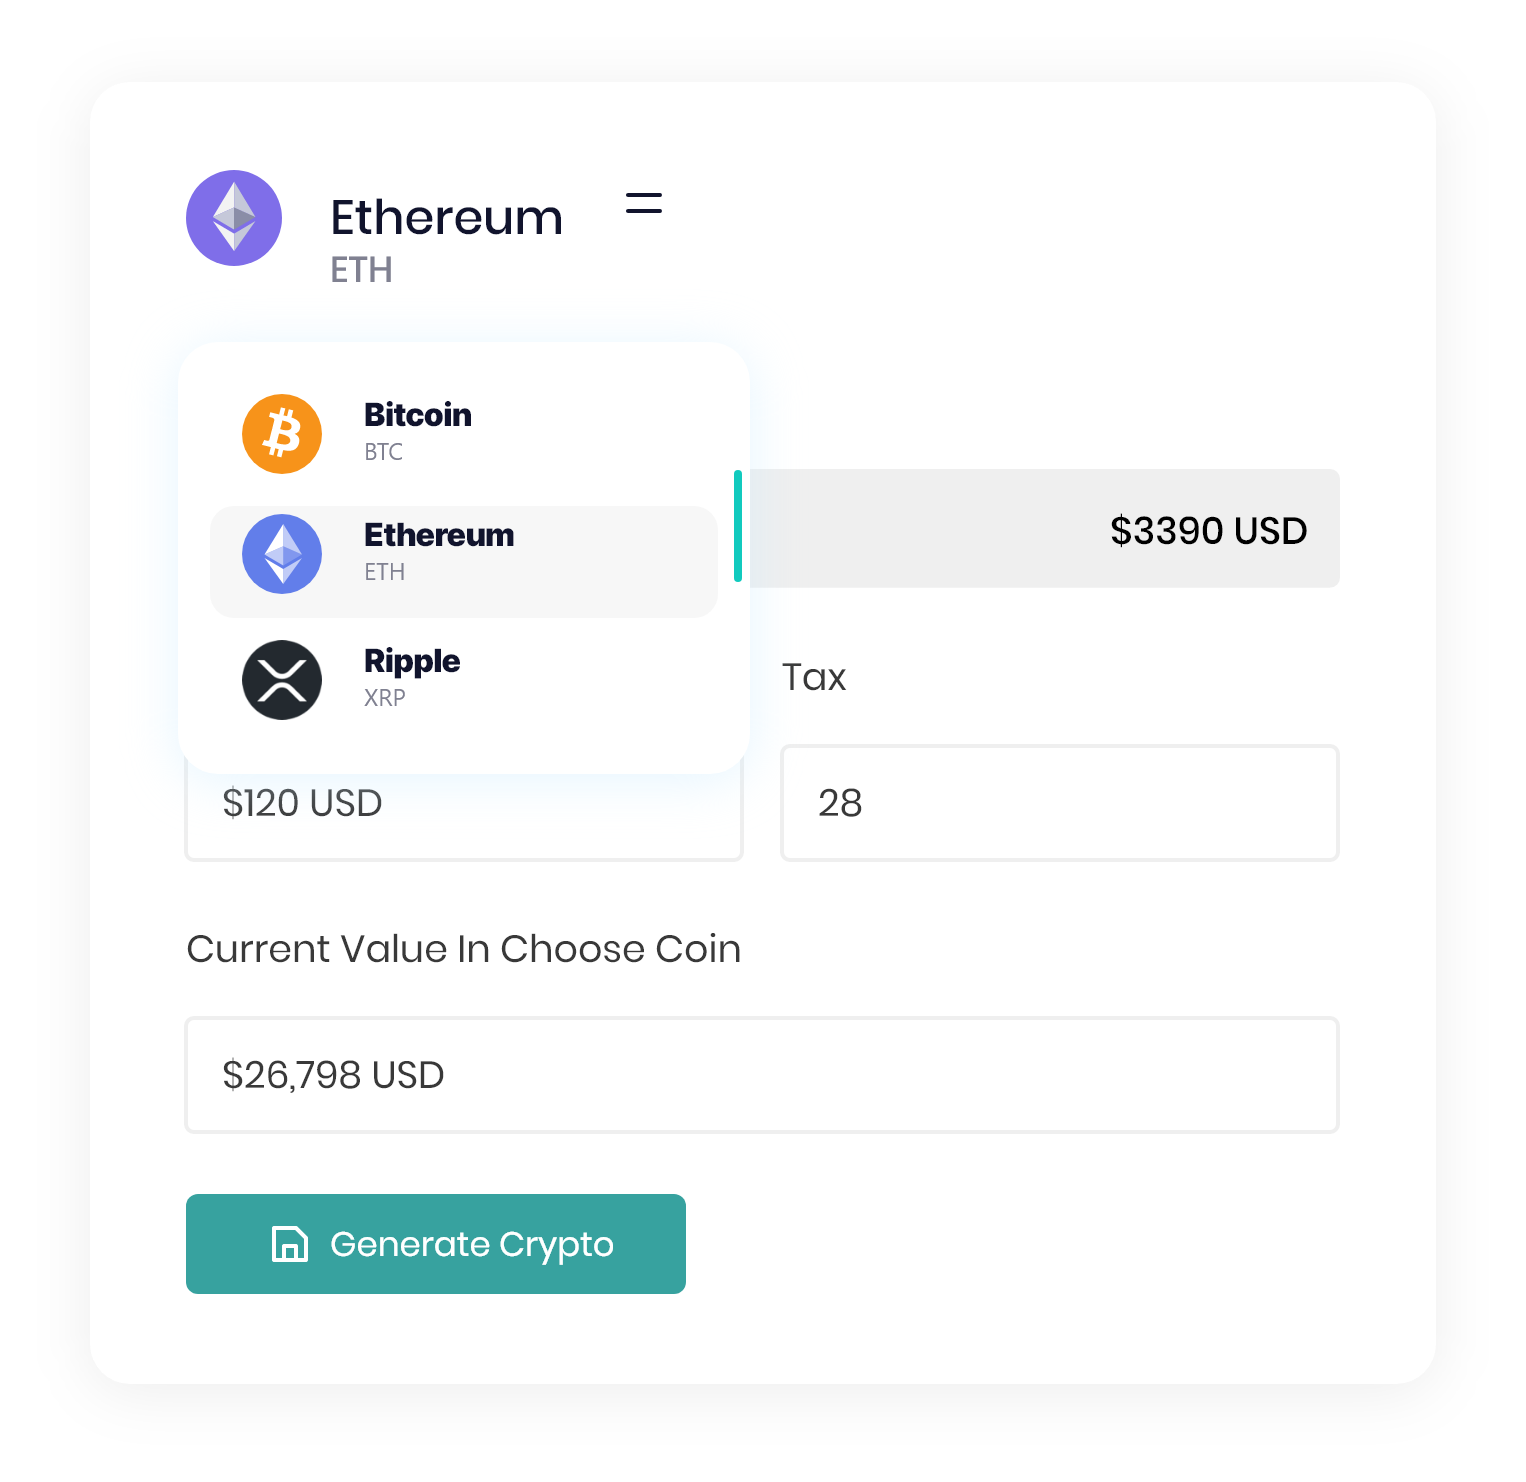 Ethereum
ETH
Bitcoin
BTC
Ethereum
ETH
$3390 USD
Ripple
XRP
Tax
$120 USD
28
Current Value In Choose Coin
$26,798 USD
Generate Crypto